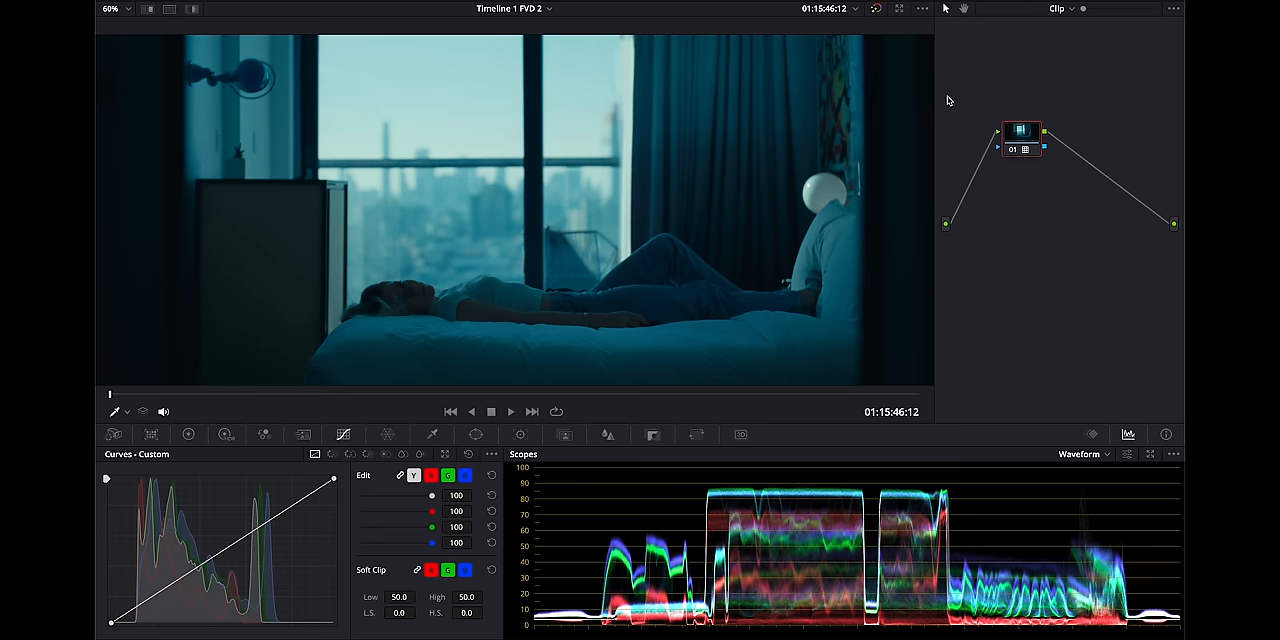 60% Timeline 1 FVD 2 01:15:46:12 Clip
01
01:15:46:12
3D
Curves - Custom
Edit Y R G B
100
100
100
100
Soft Clip R G B
Low 50.0 High 50.0
L.S. 0.0 H.S. 0.0
Scopes Waveform
100
90
80
70
60
50
40
30
20
10
0